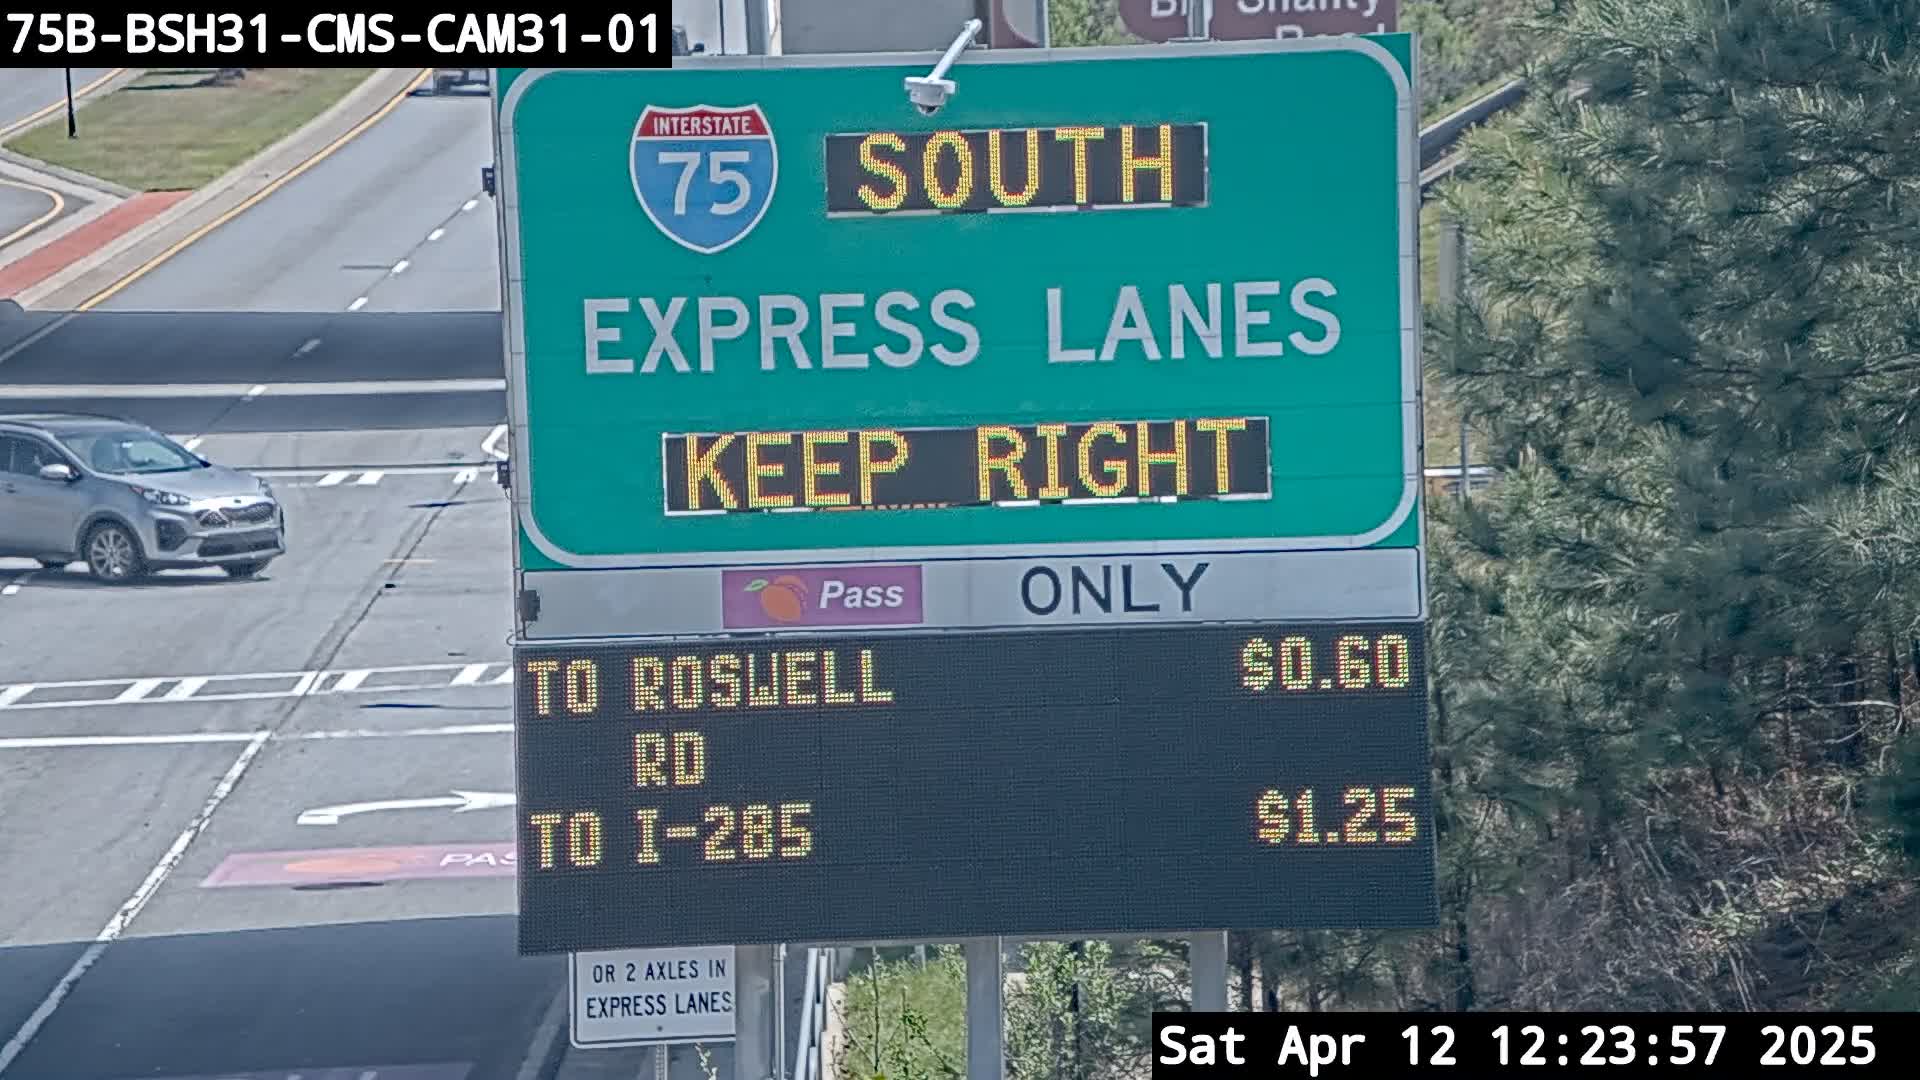 75B-BSH31-CMS-CAM31-01
Shanty
INTERSTATE
75
SOUTH
EXPRESS LANES
KEEP RIGHT
Pass ONLY
TO ROSWELL $0.60
RD
TO I-285 $1.25
OR 2 AXLES IN
EXPRESS LANES
Sat Apr 12 12:23:57 2025